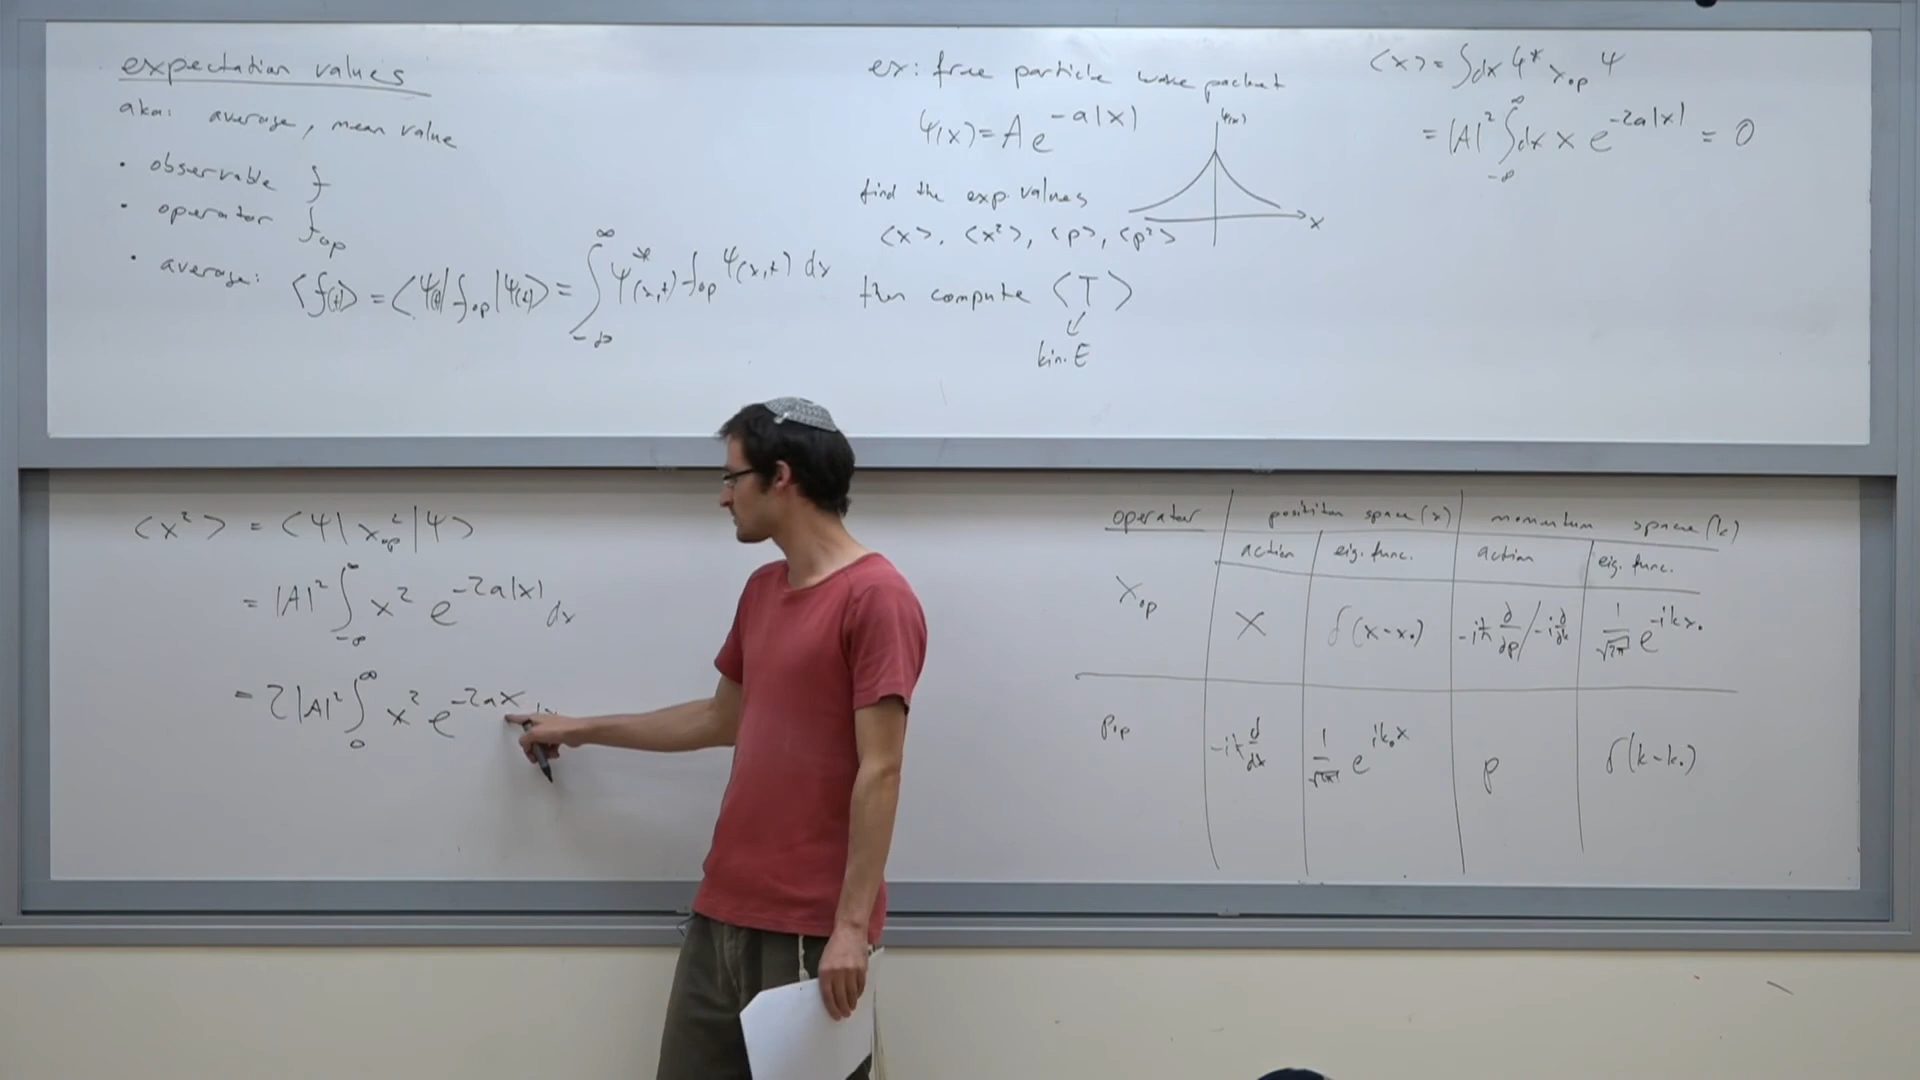 expectation values
aka: average, mean value
• observable f
• operator f_op
• average: ⟨f(t)⟩ = ⟨Ψ(t)|f_op|Ψ(t)⟩ = ∫_{-∞}^{∞} Ψ*(x,t) f_op Ψ(x,t) dx
ex: free particle wave packet
Ψ(x) = A e^{-a|x|}
Ψ(x)
x
find the exp. values
⟨x⟩, ⟨x²⟩, ⟨p⟩, ⟨p²⟩
then compute ⟨T⟩
kin. E
⟨x⟩ = ∫dx Ψ* x_op Ψ
= |A|² ∫_{-∞}^{∞} dx x e^{-2a|x|} = 0
⟨x²⟩ = ⟨Ψ|x_op²|Ψ⟩
= |A|² ∫_{-∞}^{∞} x² e^{-2a|x|} dx
= 2|A|² ∫_0^∞ x² e^{-2ax}
operator position space (x) momentum space (k)
action eig. func. action eig. func.
x_op x δ(x-x₀) -iħ ∂/∂p / -i ∂/∂k 1/√2π e^{-ikx₀}
p_op -iħ d/dx 1/√2π e^{ik₀x} p δ(k-k₀)